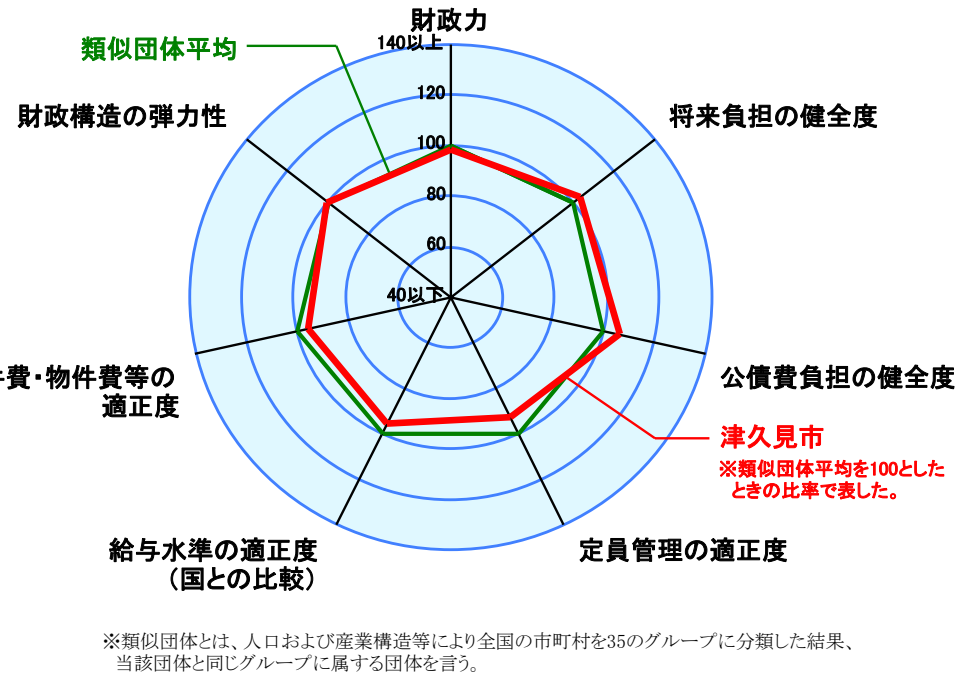 財政力
140以上
類似団体平均
120
財政構造の弾力性
将来負担の健全度
100
80
60
40以下
費・物件費等の
適正度
公債費負担の健全度
津久見市
※類似団体平均を100とした
ときの比率で表した。
給与水準の適正度
（国との比較）
定員管理の適正度
※類似団体とは、人口および産業構造等により全国の市町村を35のグループに分類した結果、
当該団体と同じグループに属する団体を言う。